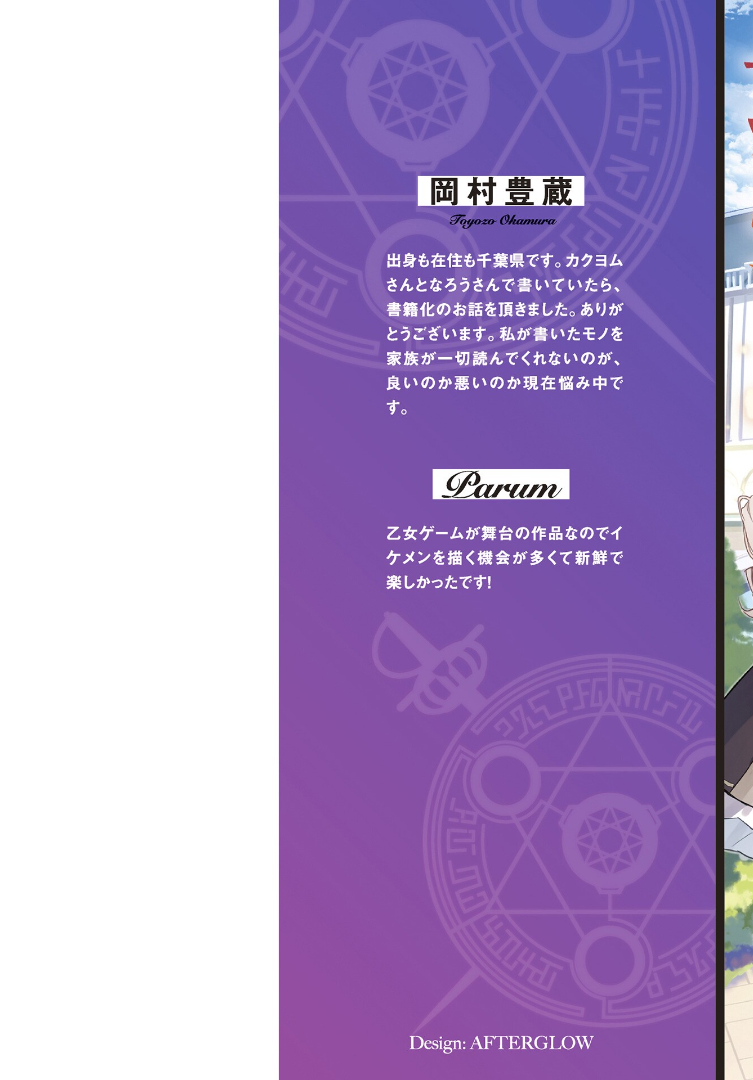 岡村豊蔵
Toyozo Okamura
出身も在住も千葉県です。カクヨム
さんとなろうさんで書いていたら、
書籍化のお話を頂きました。ありが
とうございます。私が書いたモノを
家族が一切読んでくれないのが、
良いのか悪いのか現在悩み中で
す。
Parum
乙女ゲームが舞台の作品なのでイ
ケメンを描く機会が多くて新鮮で
楽しかったです!
Design: AFTERGLOW